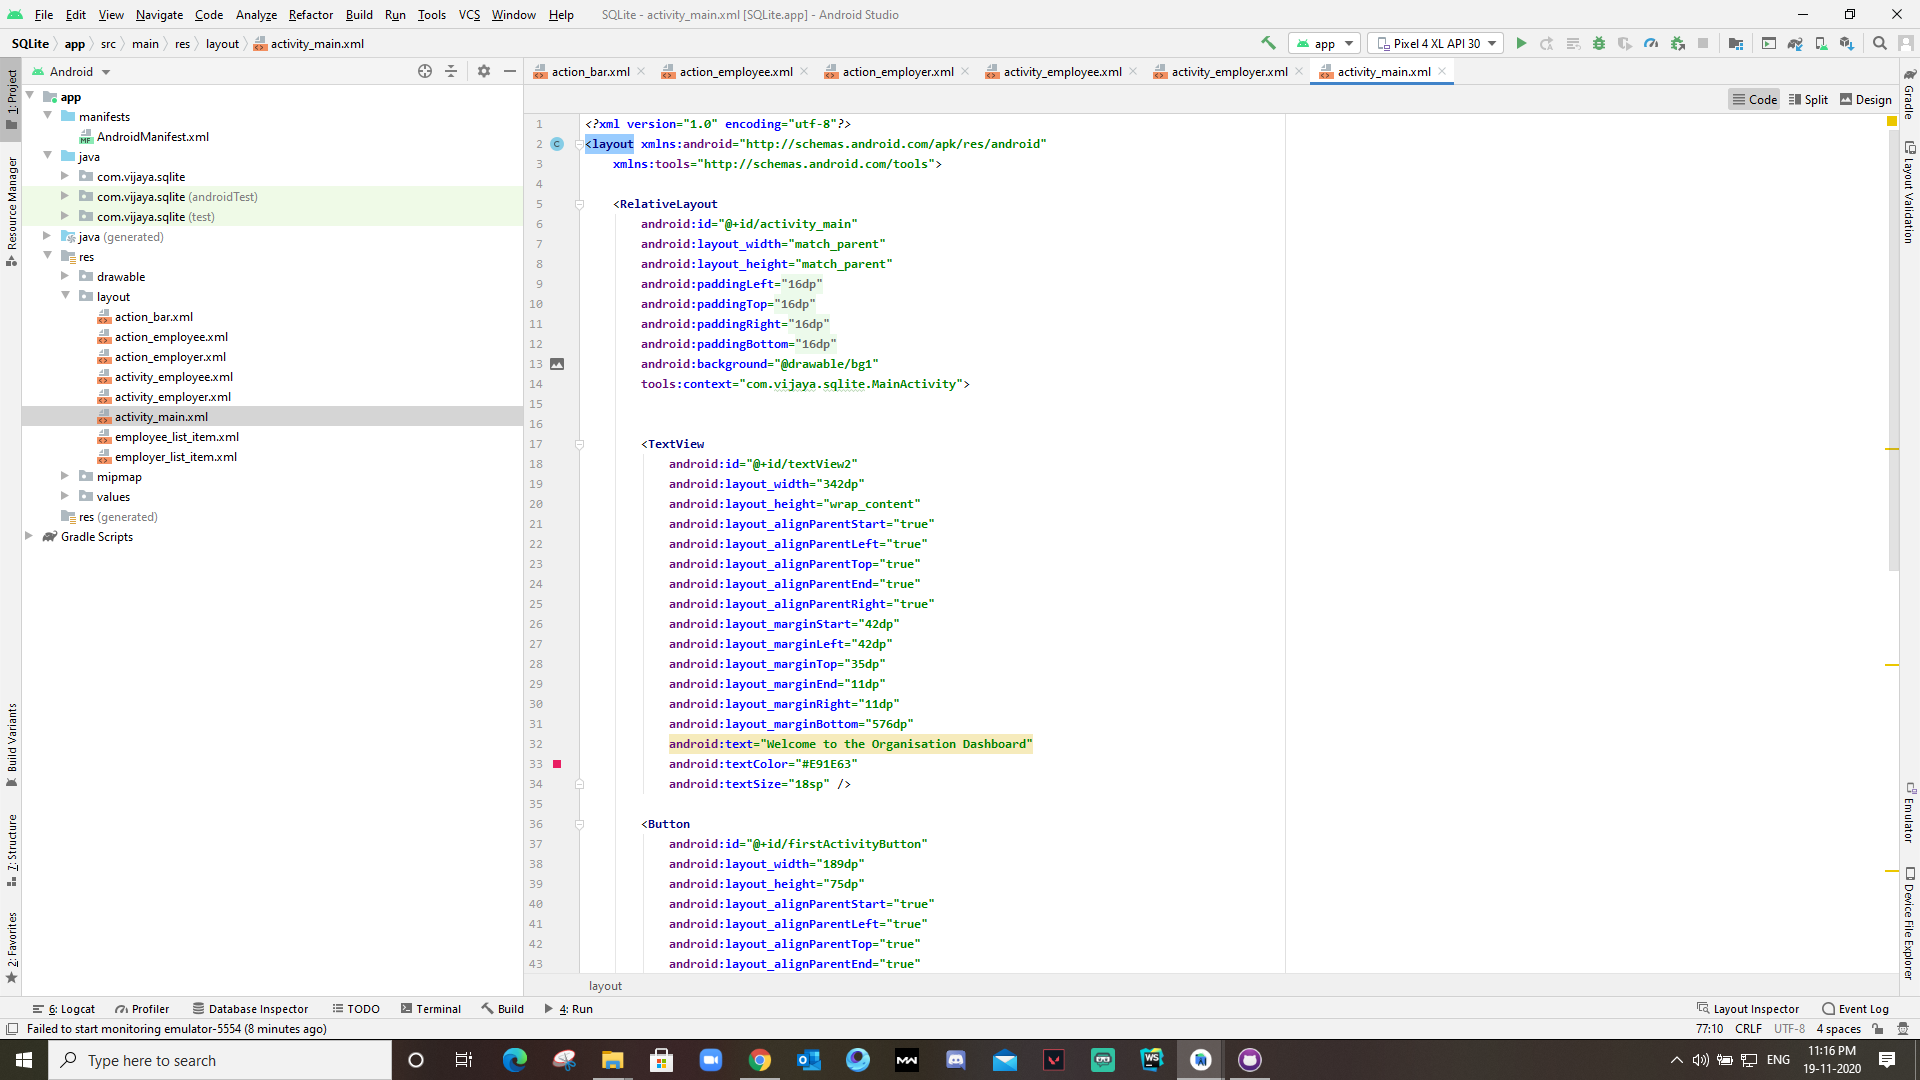 File Edit View Navigate Code Analyze Refactor Build Run Tools VCS Window Help SQLite - activity_main.xml [SQLite.app] - Android Studio
SQLite app src main res layout activity_main.xml app Pixel 4 XL API 30
Android action_bar.xml action_employee.xml action_employer.xml activity_employee.xml activity_employer.xml activity_main.xml
Code Split Design
1: Project
Resource Manager
Build Variants
7: Structure
2: Favorites
app
manifests
AndroidManifest.xml
java
com.vijaya.sqlite
com.vijaya.sqlite (androidTest)
com.vijaya.sqlite (test)
java (generated)
res
drawable
layout
action_bar.xml
action_employee.xml
action_employer.xml
activity_employee.xml
activity_employer.xml
activity_main.xml
employee_list_item.xml
employer_list_item.xml
mipmap
values
res (generated)
Gradle Scripts
1 <?xml version="1.0" encoding="utf-8"?>
2 <layout xmlns:android="http://schemas.android.com/apk/res/android"
3 xmlns:tools="http://schemas.android.com/tools">
4
5 <RelativeLayout
6 android:id="@+id/activity_main"
7 android:layout_width="match_parent"
8 android:layout_height="match_parent"
9 android:paddingLeft="16dp"
10 android:paddingTop="16dp"
11 android:paddingRight="16dp"
12 android:paddingBottom="16dp"
13 android:background="@drawable/bg1"
14 tools:context="com.vijaya.sqlite.MainActivity">
15
16
17 <TextView
18 android:id="@+id/textView2"
19 android:layout_width="342dp"
20 android:layout_height="wrap_content"
21 android:layout_alignParentStart="true"
22 android:layout_alignParentLeft="true"
23 android:layout_alignParentTop="true"
24 android:layout_alignParentEnd="true"
25 android:layout_alignParentRight="true"
26 android:layout_marginStart="42dp"
27 android:layout_marginLeft="42dp"
28 android:layout_marginTop="35dp"
29 android:layout_marginEnd="11dp"
30 android:layout_marginRight="11dp"
31 android:layout_marginBottom="576dp"
32 android:text="Welcome to the Organisation Dashboard"
33 android:textColor="#E91E63"
34 android:textSize="18sp" />
35
36 <Button
37 android:id="@+id/firstActivityButton"
38 android:layout_width="189dp"
39 android:layout_height="75dp"
40 android:layout_alignParentStart="true"
41 android:layout_alignParentLeft="true"
42 android:layout_alignParentTop="true"
43 android:layout_alignParentEnd="true"
layout
Gradle
Layout Validation
Emulator
Device File Explorer
6: Logcat Profiler Database Inspector TODO Terminal Build 4: Run Layout Inspector Event Log
Failed to start monitoring emulator-5554 (8 minutes ago) 77:10 CRLF UTF-8 4 spaces
Type here to search ENG 11:16 PM
19-11-2020